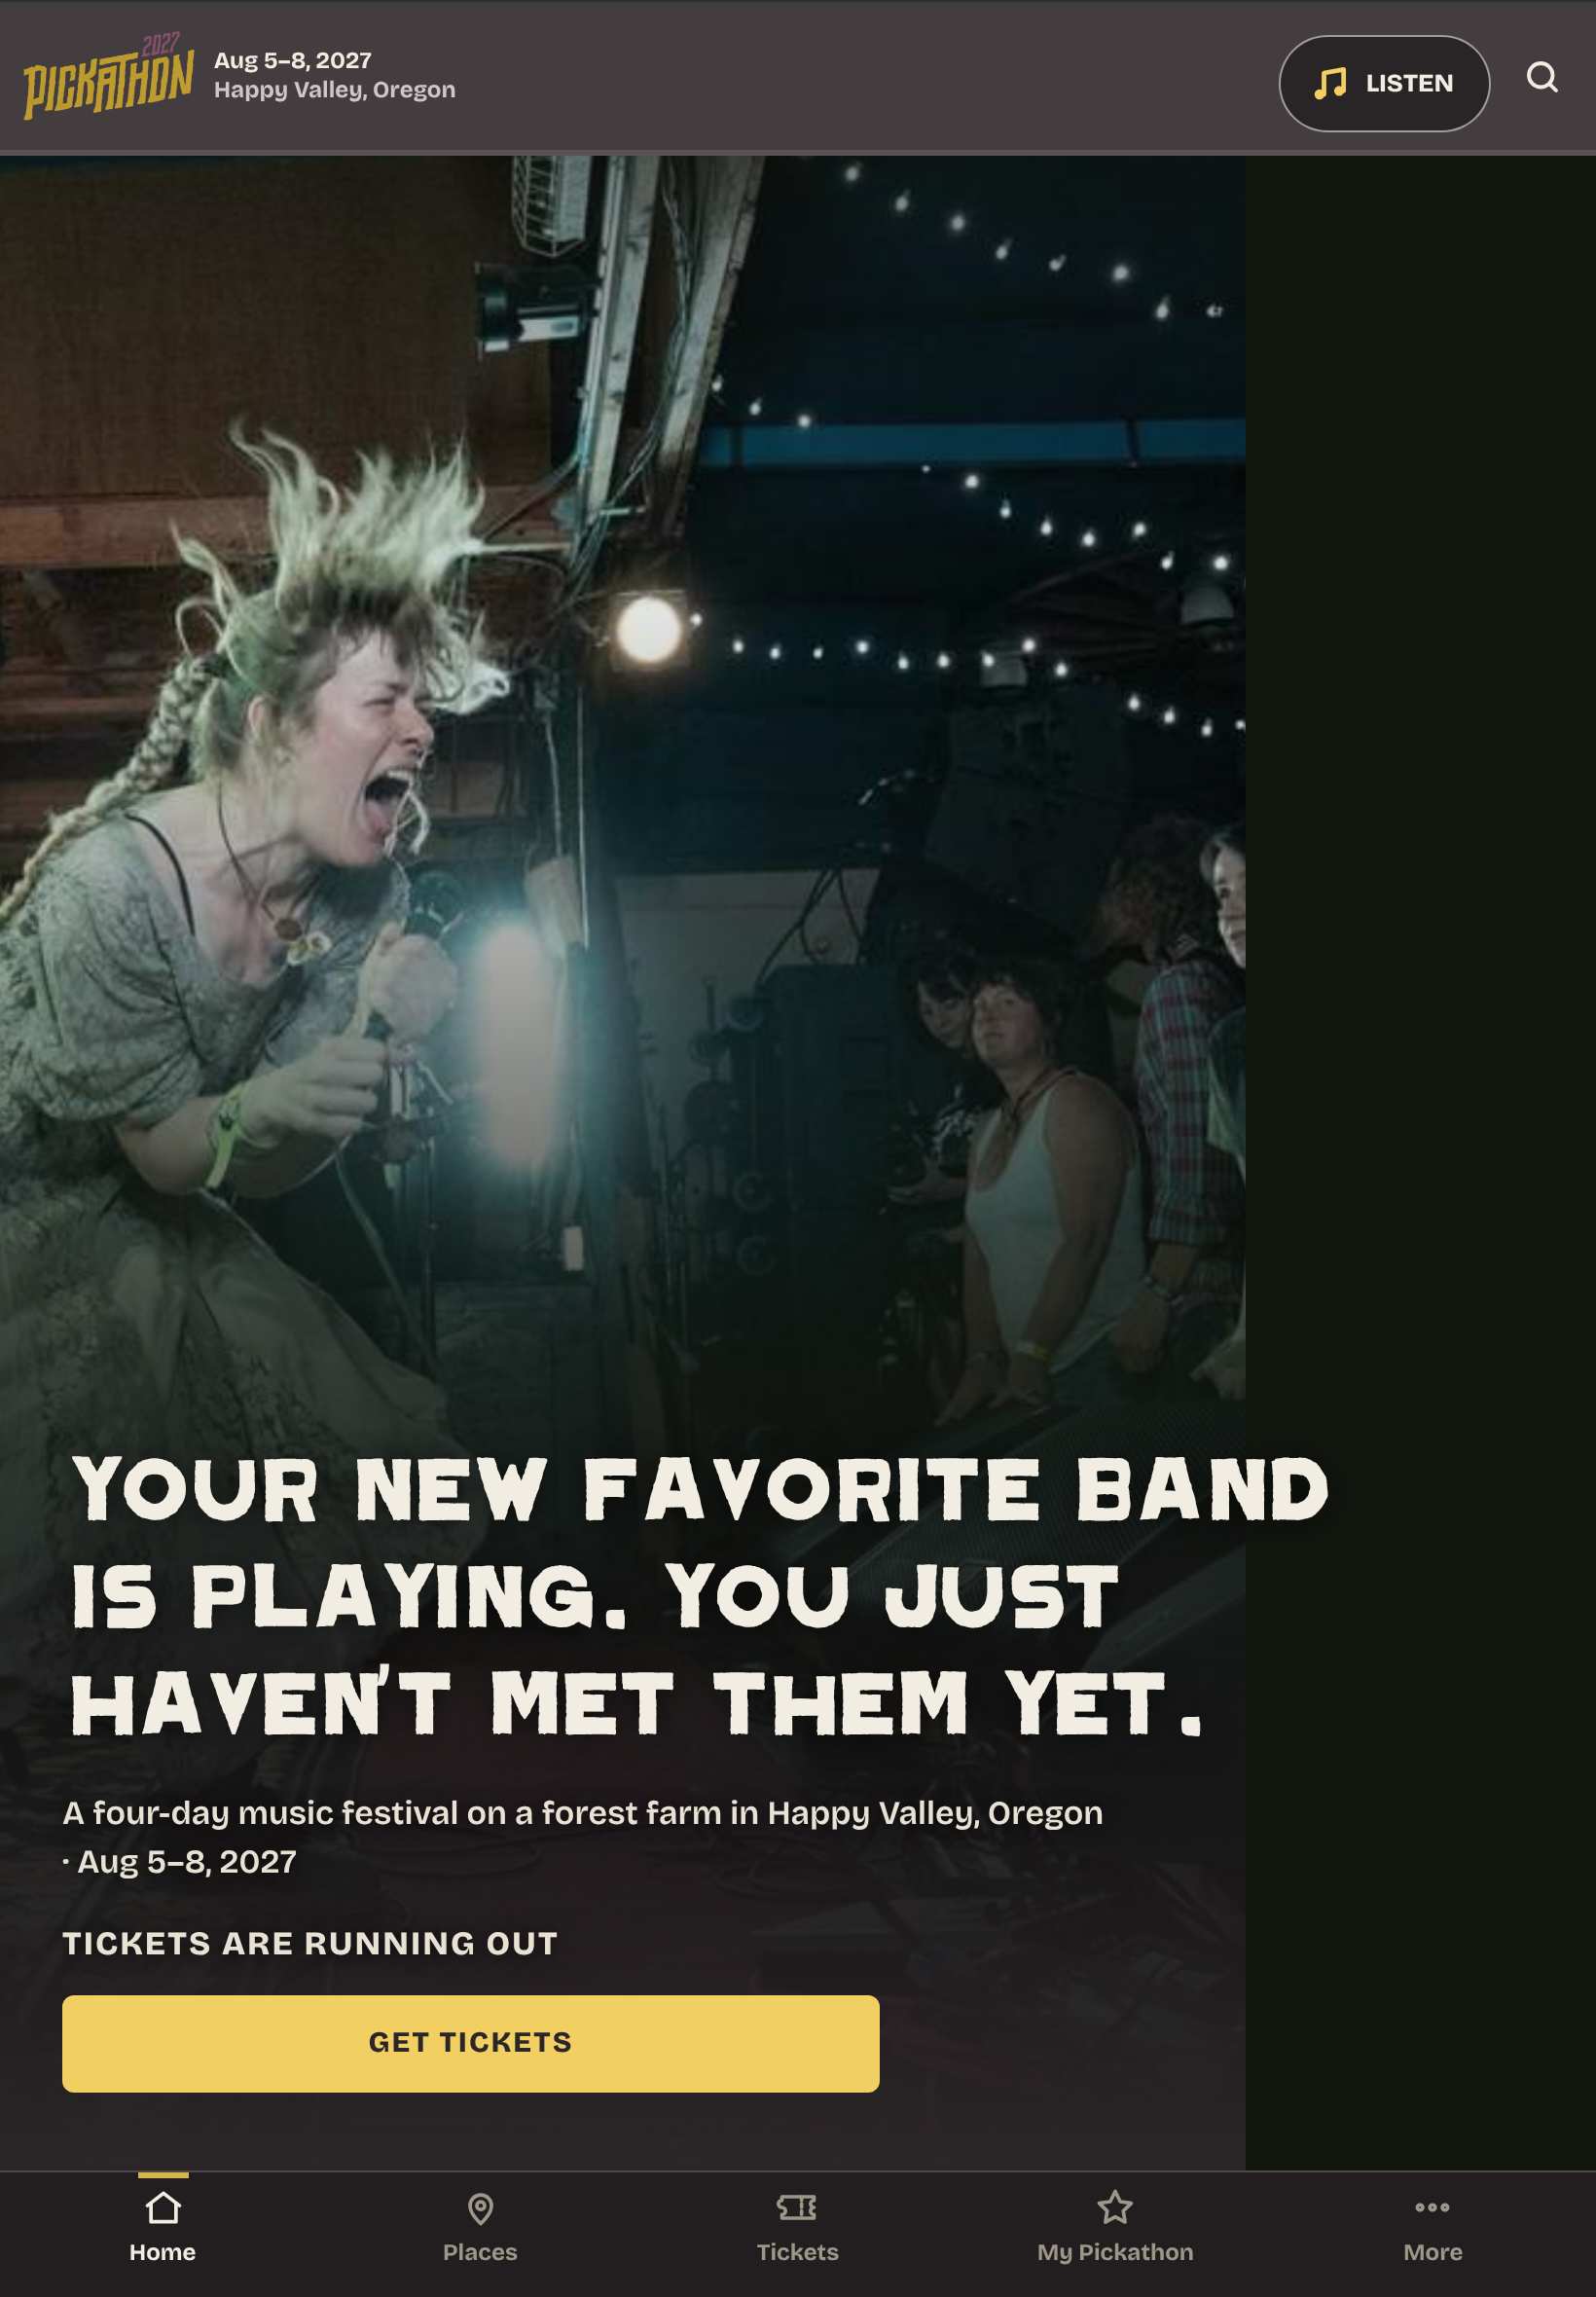 2027
PICKATHON
Aug 5–8, 2027
Happy Valley, Oregon
LISTEN
YOUR NEW FAVORITE BAND
IS PLAYING. YOU JUST
HAVEN'T MET THEM YET.
A four-day music festival on a forest farm in Happy Valley, Oregon
· Aug 5–8, 2027
TICKETS ARE RUNNING OUT
GET TICKETS
Home
Places
Tickets
My Pickathon
More